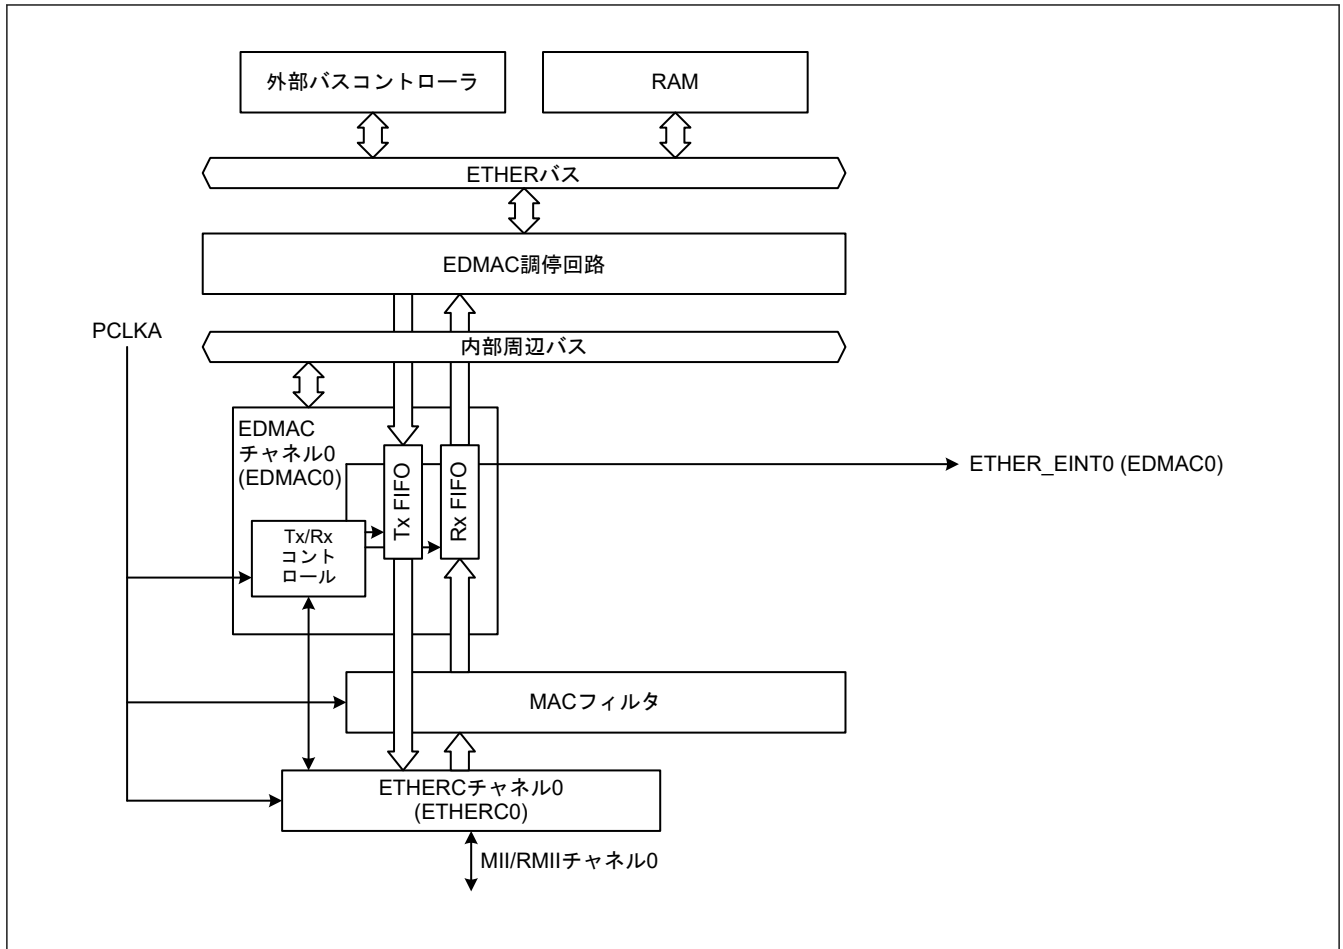 外部バスコントローラ
RAM
ETHERバス
EDMAC調停回路
PCLKA
内部周辺バス
EDMAC
チャネル0
(EDMAC0)
Tx FIFO
Rx FIFO
ETHER_EINT0 (EDMAC0)
Tx/Rx
コント
ロール
MACフィルタ
ETHERCチャネル0
(ETHERC0)
MII/RMIIチャネル0